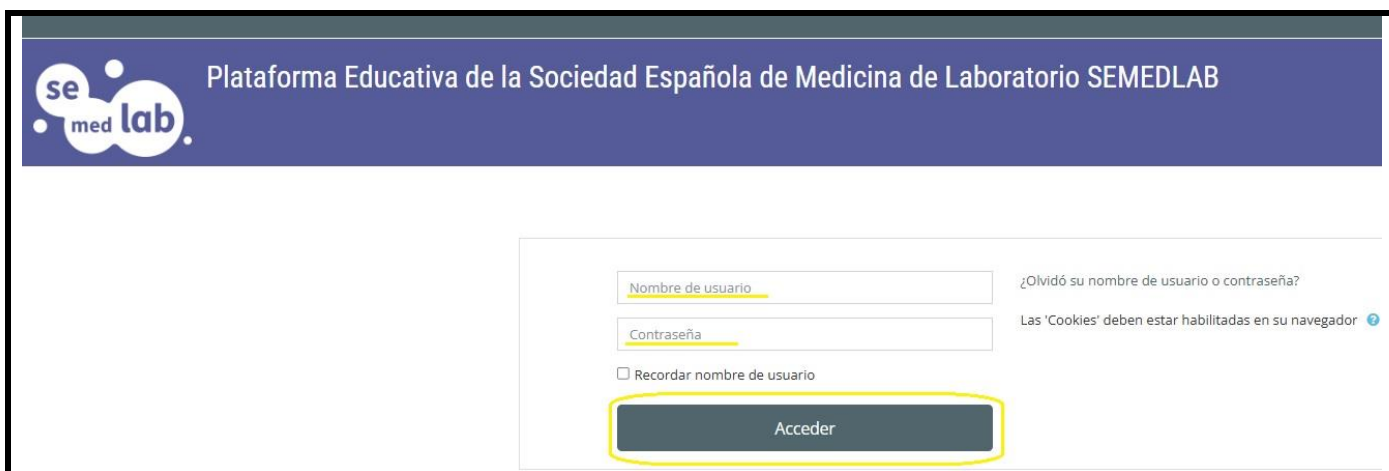 se
med lab
Plataforma Educativa de la Sociedad Española de Medicina de Laboratorio SEMEDLAB
Nombre de usuario
Contraseña
Recordar nombre de usuario
Acceder
¿Olvidó su nombre de usuario o contraseña?
Las 'Cookies' deben estar habilitadas en su navegador ?